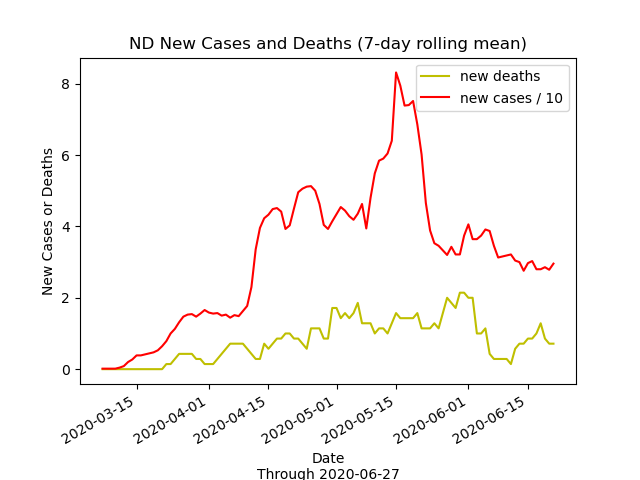 ND New Cases and Deaths (7-day rolling mean)
new deaths
new cases / 10
New Cases or Deaths
8
6
4
2
0
2020-03-15
2020-04-01
2020-04-15
2020-05-01
2020-05-15
2020-06-01
2020-06-15
Date
Through 2020-06-27